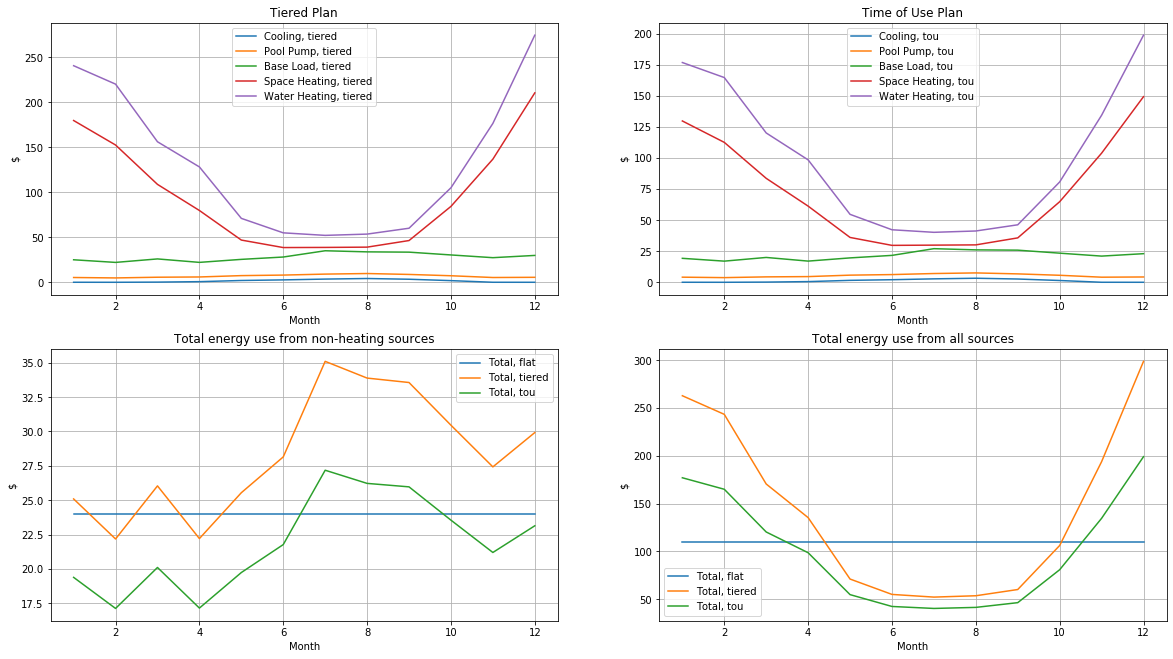 Tiered Plan
$
250
200
150
100
50
0
Cooling, tiered
Pool Pump, tiered
Base Load, tiered
Space Heating, tiered
Water Heating, tiered
2 4 6 8 10 12
Month
Time of Use Plan
$
200
175
150
125
100
75
50
25
0
Cooling, tou
Pool Pump, tou
Base Load, tou
Space Heating, tou
Water Heating, tou
2 4 6 8 10 12
Month
Total energy use from non-heating sources
$
35.0
32.5
30.0
27.5
25.0
22.5
20.0
17.5
Total, flat
Total, tiered
Total, tou
2 4 6 8 10 12
Month
Total energy use from all sources
$
300
250
200
150
100
50
Total, flat
Total, tiered
Total, tou
2 4 6 8 10 12
Month